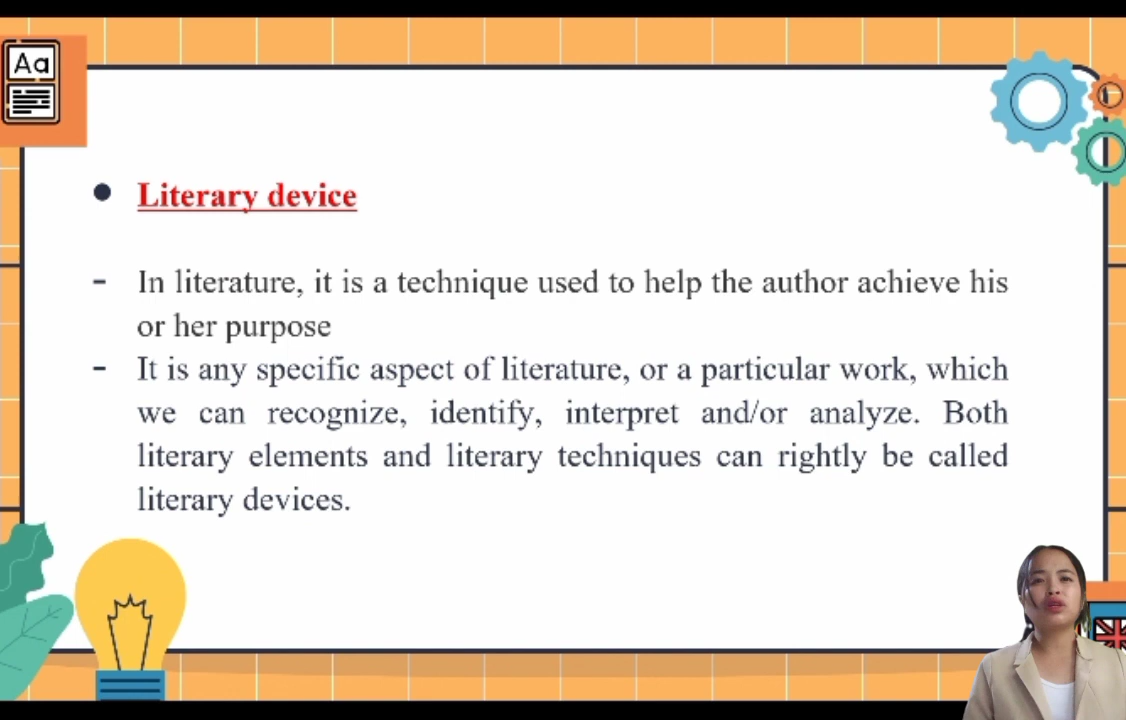 Aa
Literary device
- In literature, it is a technique used to help the author achieve his
or her purpose
- It is any specific aspect of literature, or a particular work, which
we can recognize, identify, interpret and/or analyze. Both
literary elements and literary techniques can rightly be called
literary devices.